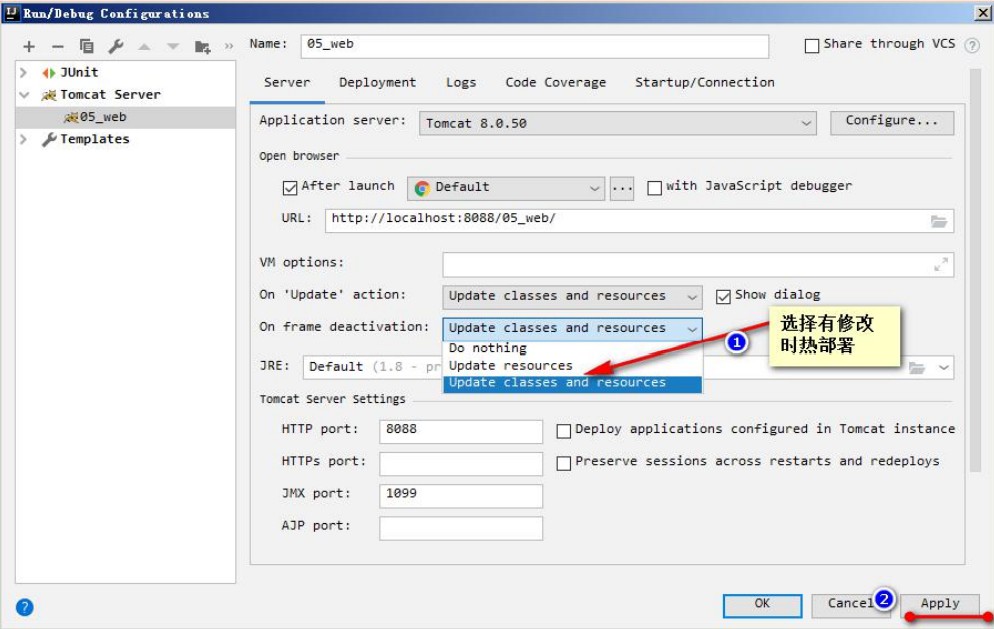 Run/Debug Configurations
Name: 05_web
Share through VCS
JUnit
Tomcat Server
05_web
Templates
Server Deployment Logs Code Coverage Startup/Connection
Application server: Tomcat 8.0.50 Configure...
Open browser
After launch Default ... with JavaScript debugger
URL: http://localhost:8088/05_web/
VM options:
On 'Update' action: Update classes and resources Show dialog
On frame deactivation: Update classes and resources
1
选择有修改
时热部署
Do nothing
Update resources
Update classes and resources
JRE: Default (1.8 - pr
Tomcat Server Settings
HTTP port: 8088 Deploy applications configured in Tomcat instance
HTTPs port: Preserve sessions across restarts and redeploys
JMX port: 1099
AJP port:
? OK Cancel 2 Apply